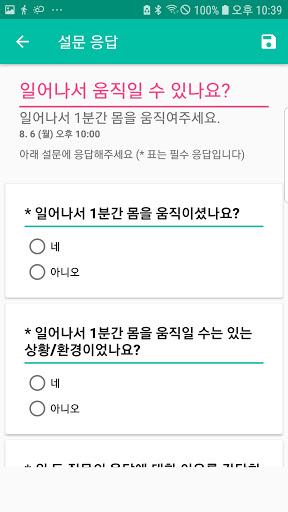 100% 오후 10:39
설문 응답
일어나서 움직일 수 있나요?
일어나서 1분간 몸을 움직여주세요.
8. 6 (월) 오후 10:00
아래 설문에 응답해주세요 (* 표는 필수 응답입니다)
* 일어나서 1분간 몸을 움직이셨나요?
네
아니오
* 일어나서 1분간 몸을 움직일 수는 있는
상황/환경이었나요?
네
아니오